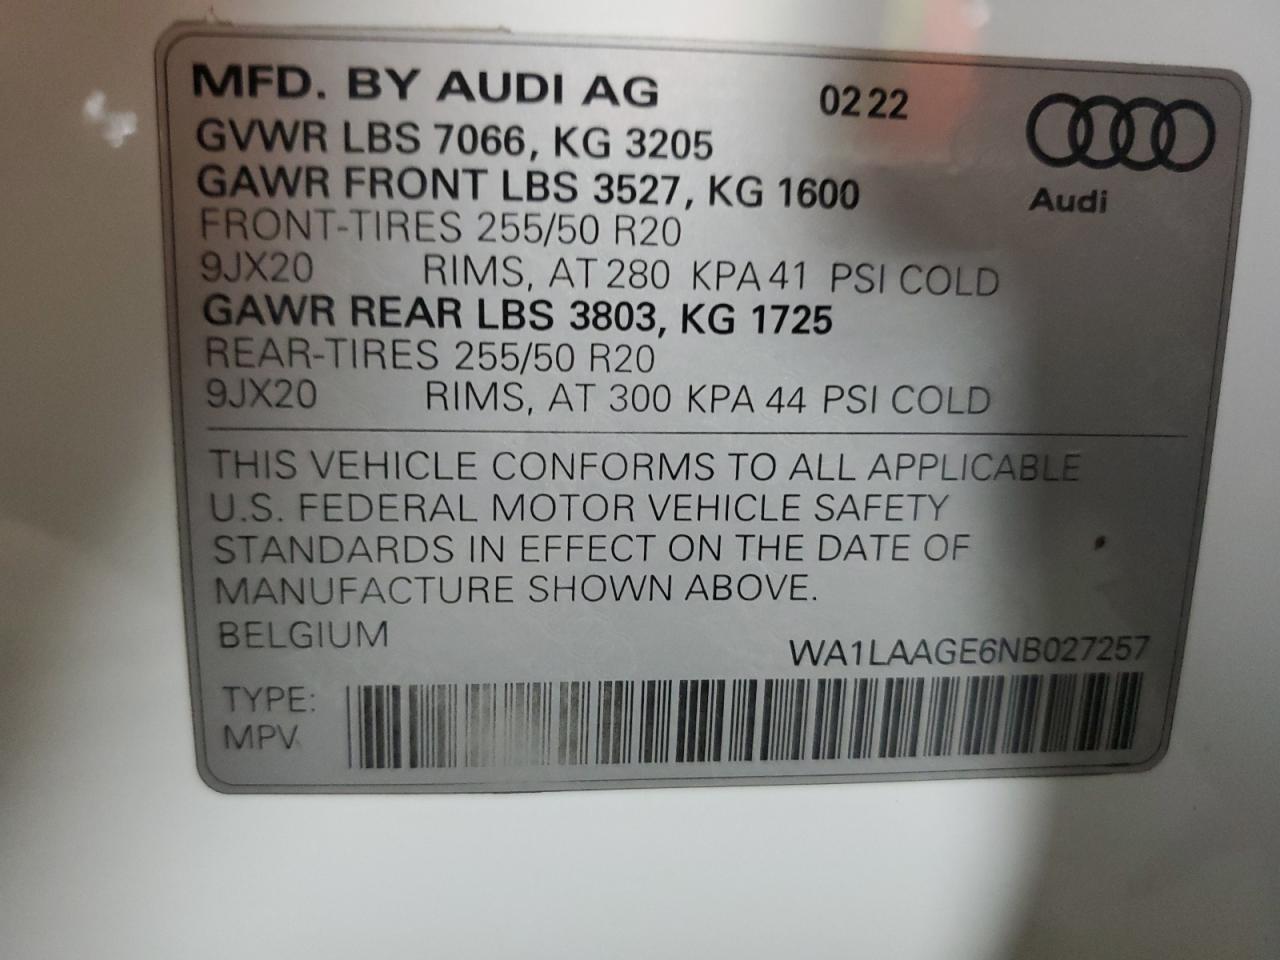 MFD. BY AUDI AG 0222
GVWR LBS 7066, KG 3205
GAWR FRONT LBS 3527, KG 1600
Audi
FRONT-TIRES 255/50 R20
9JX20 RIMS, AT 280 KPA 41 PSI COLD
GAWR REAR LBS 3803, KG 1725
REAR-TIRES 255/50 R20
9JX20 RIMS, AT 300 KPA 44 PSI COLD
THIS VEHICLE CONFORMS TO ALL APPLICABLE
U.S. FEDERAL MOTOR VEHICLE SAFETY
STANDARDS IN EFFECT ON THE DATE OF
MANUFACTURE SHOWN ABOVE.
BELGIUM
WA1LAAGE6NB027257
TYPE:
MPV